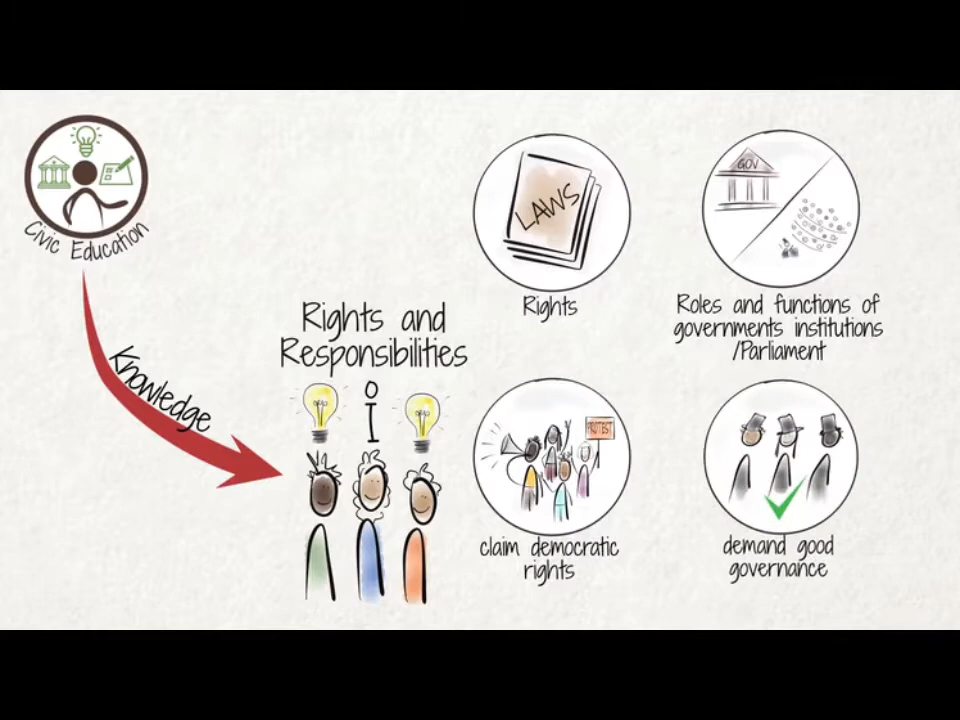 Civic Education
Knowledge
Rights and
Responsibilities
LAWS
Rights
GOV
Roles and functions of
governments institutions
/Parliament
PROTEST
claim democratic
rights
demand good
governance